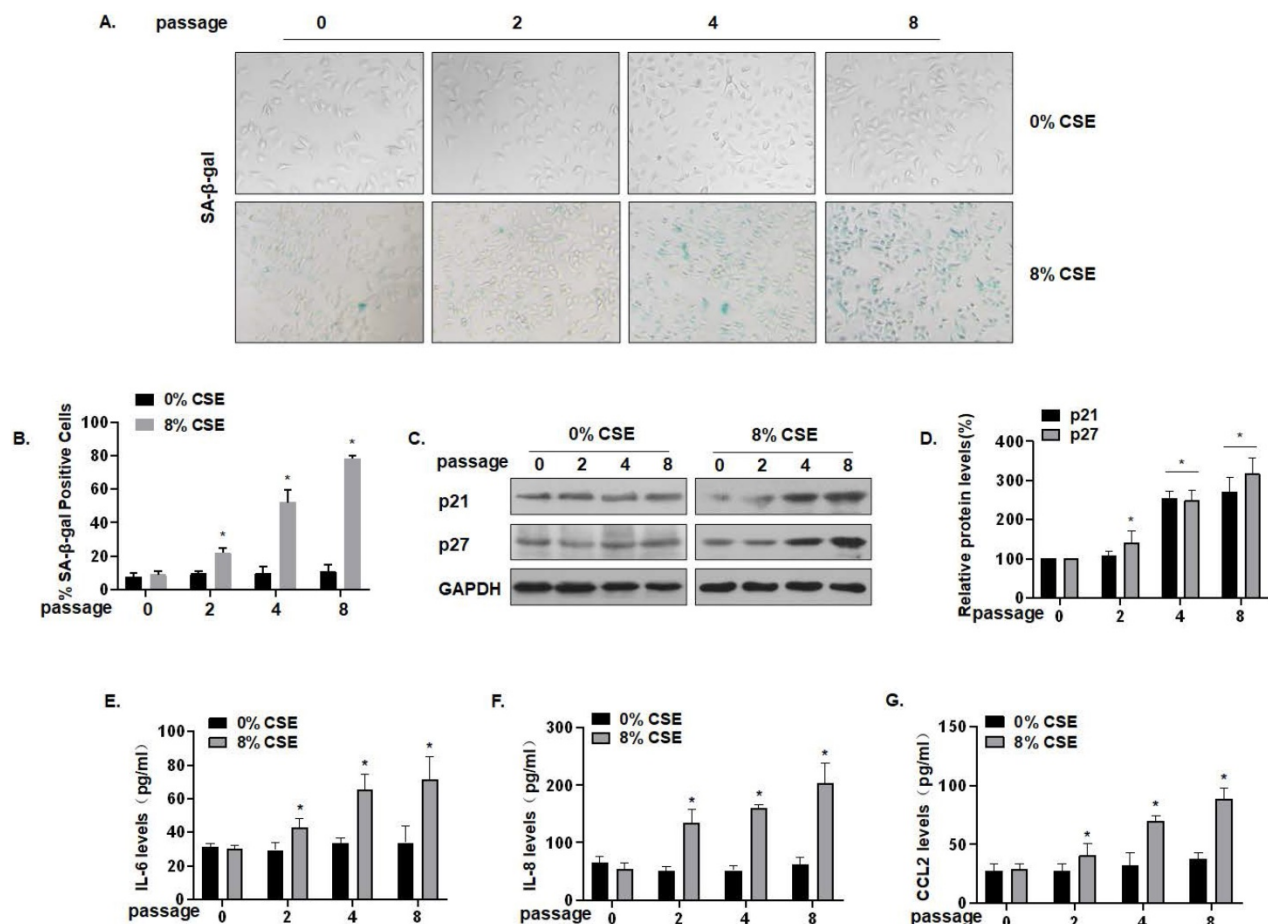 A.
passage 0 2 4 8
SA-β-gal
0% CSE
8% CSE
B.
0% CSE
8% CSE
% SA-β-gal Positive Cells
100
80
60
40
20
0
*
*
*
passage 0 2 4 8
C.
0% CSE 8% CSE
passage 0 2 4 8 0 2 4 8
p21
p27
GAPDH
D.
p21
p27
Relative protein levels(%)
400
300
200
100
0
*
*
*
passage 0 2 4 8
E.
0% CSE
8% CSE
IL-6 levels (pg/ml)
100
80
60
40
20
0
*
*
*
passage 0 2 4 8
F.
0% CSE
8% CSE
IL-8 levels (pg/ml)
300
200
100
0
*
*
*
passage 0 2 4 8
G.
0% CSE
8% CSE
CCL2 levels (pg/ml)
150
100
50
0
*
*
*
passage 0 2 4 8